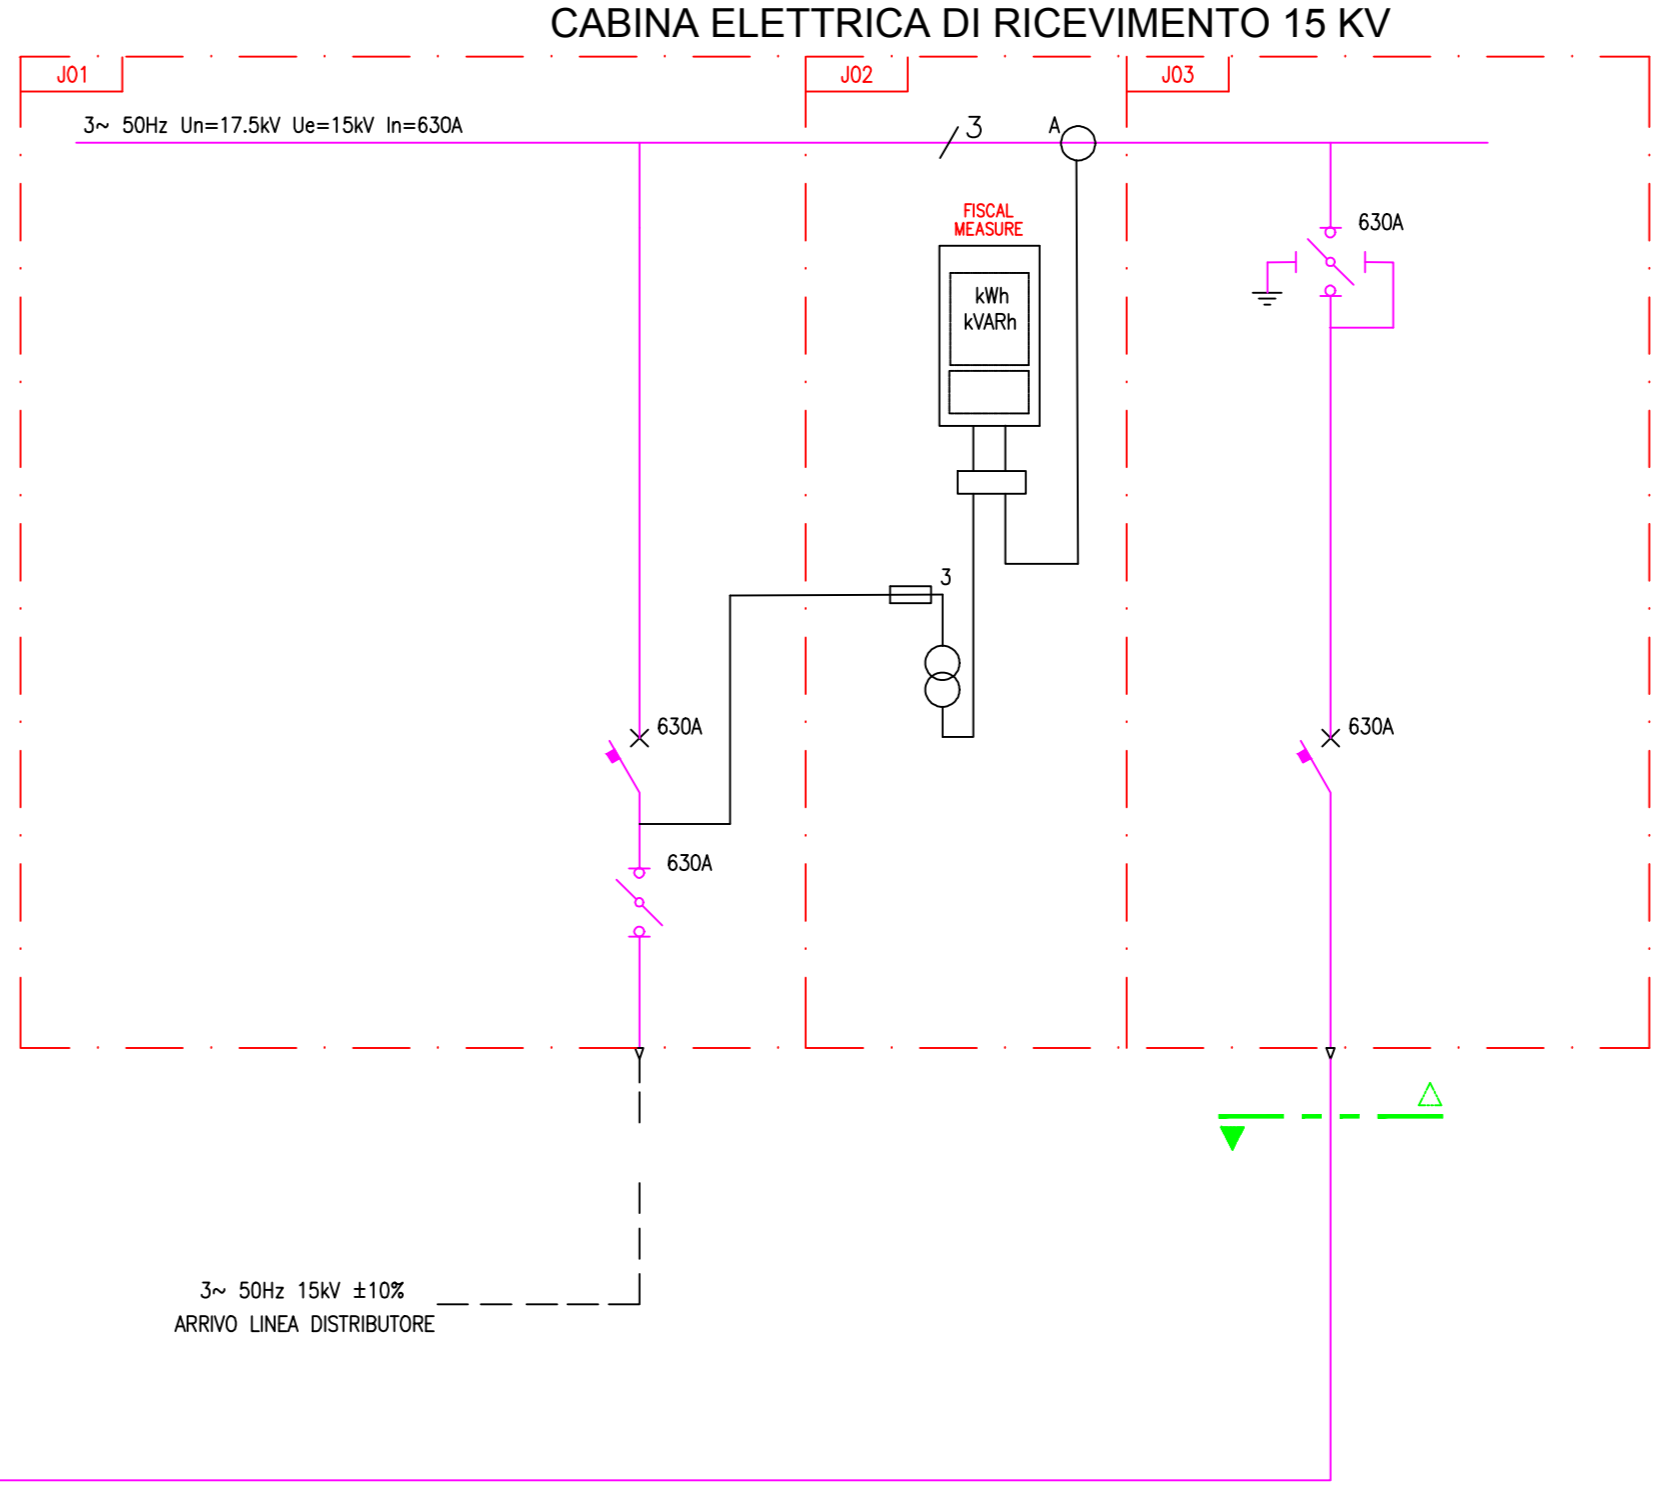 CABINA ELETTRICA DI RICEVIMENTO 15 KV
J01
J02
J03
3~ 50Hz Un=17.5kV Ue=15kV In=630A
3
A
FISCAL
MEASURE
630A
kWh
kVARh
3
630A
630A
630A
3~ 50Hz 15kV ±10%
ARRIVO LINEA DISTRIBUTORE